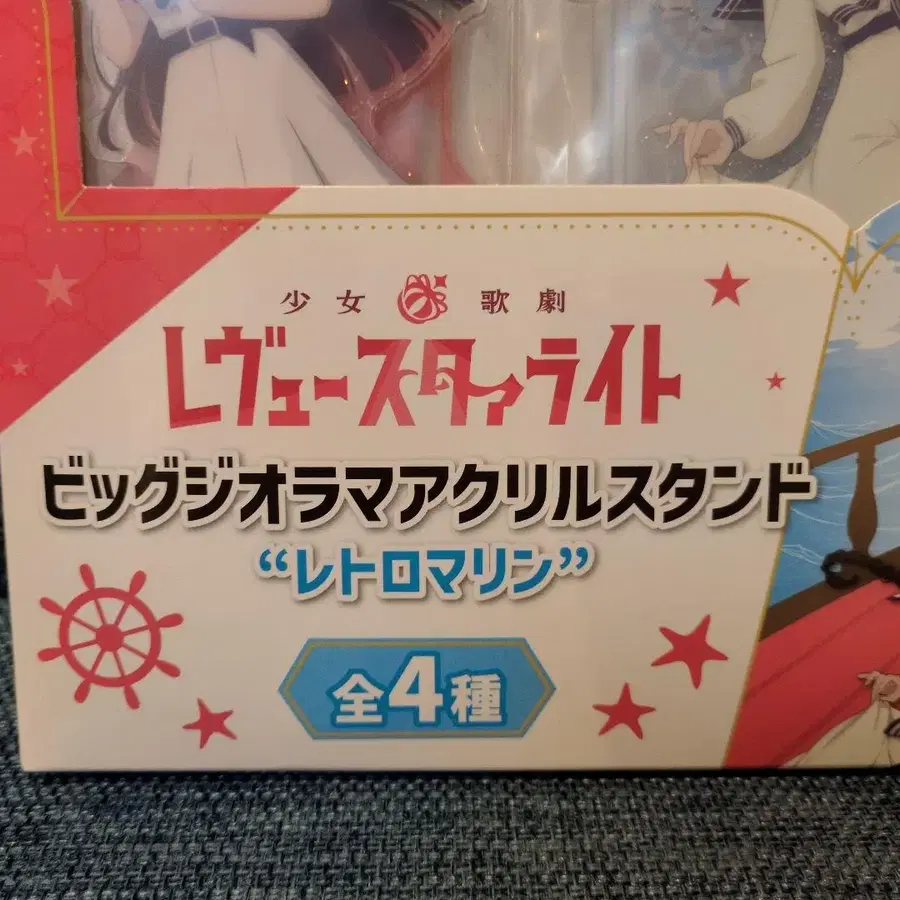 少女 歌劇
レヴュースタァライト
ビッグジオラマアクリルスタンド
“レトロマリン”
全4種